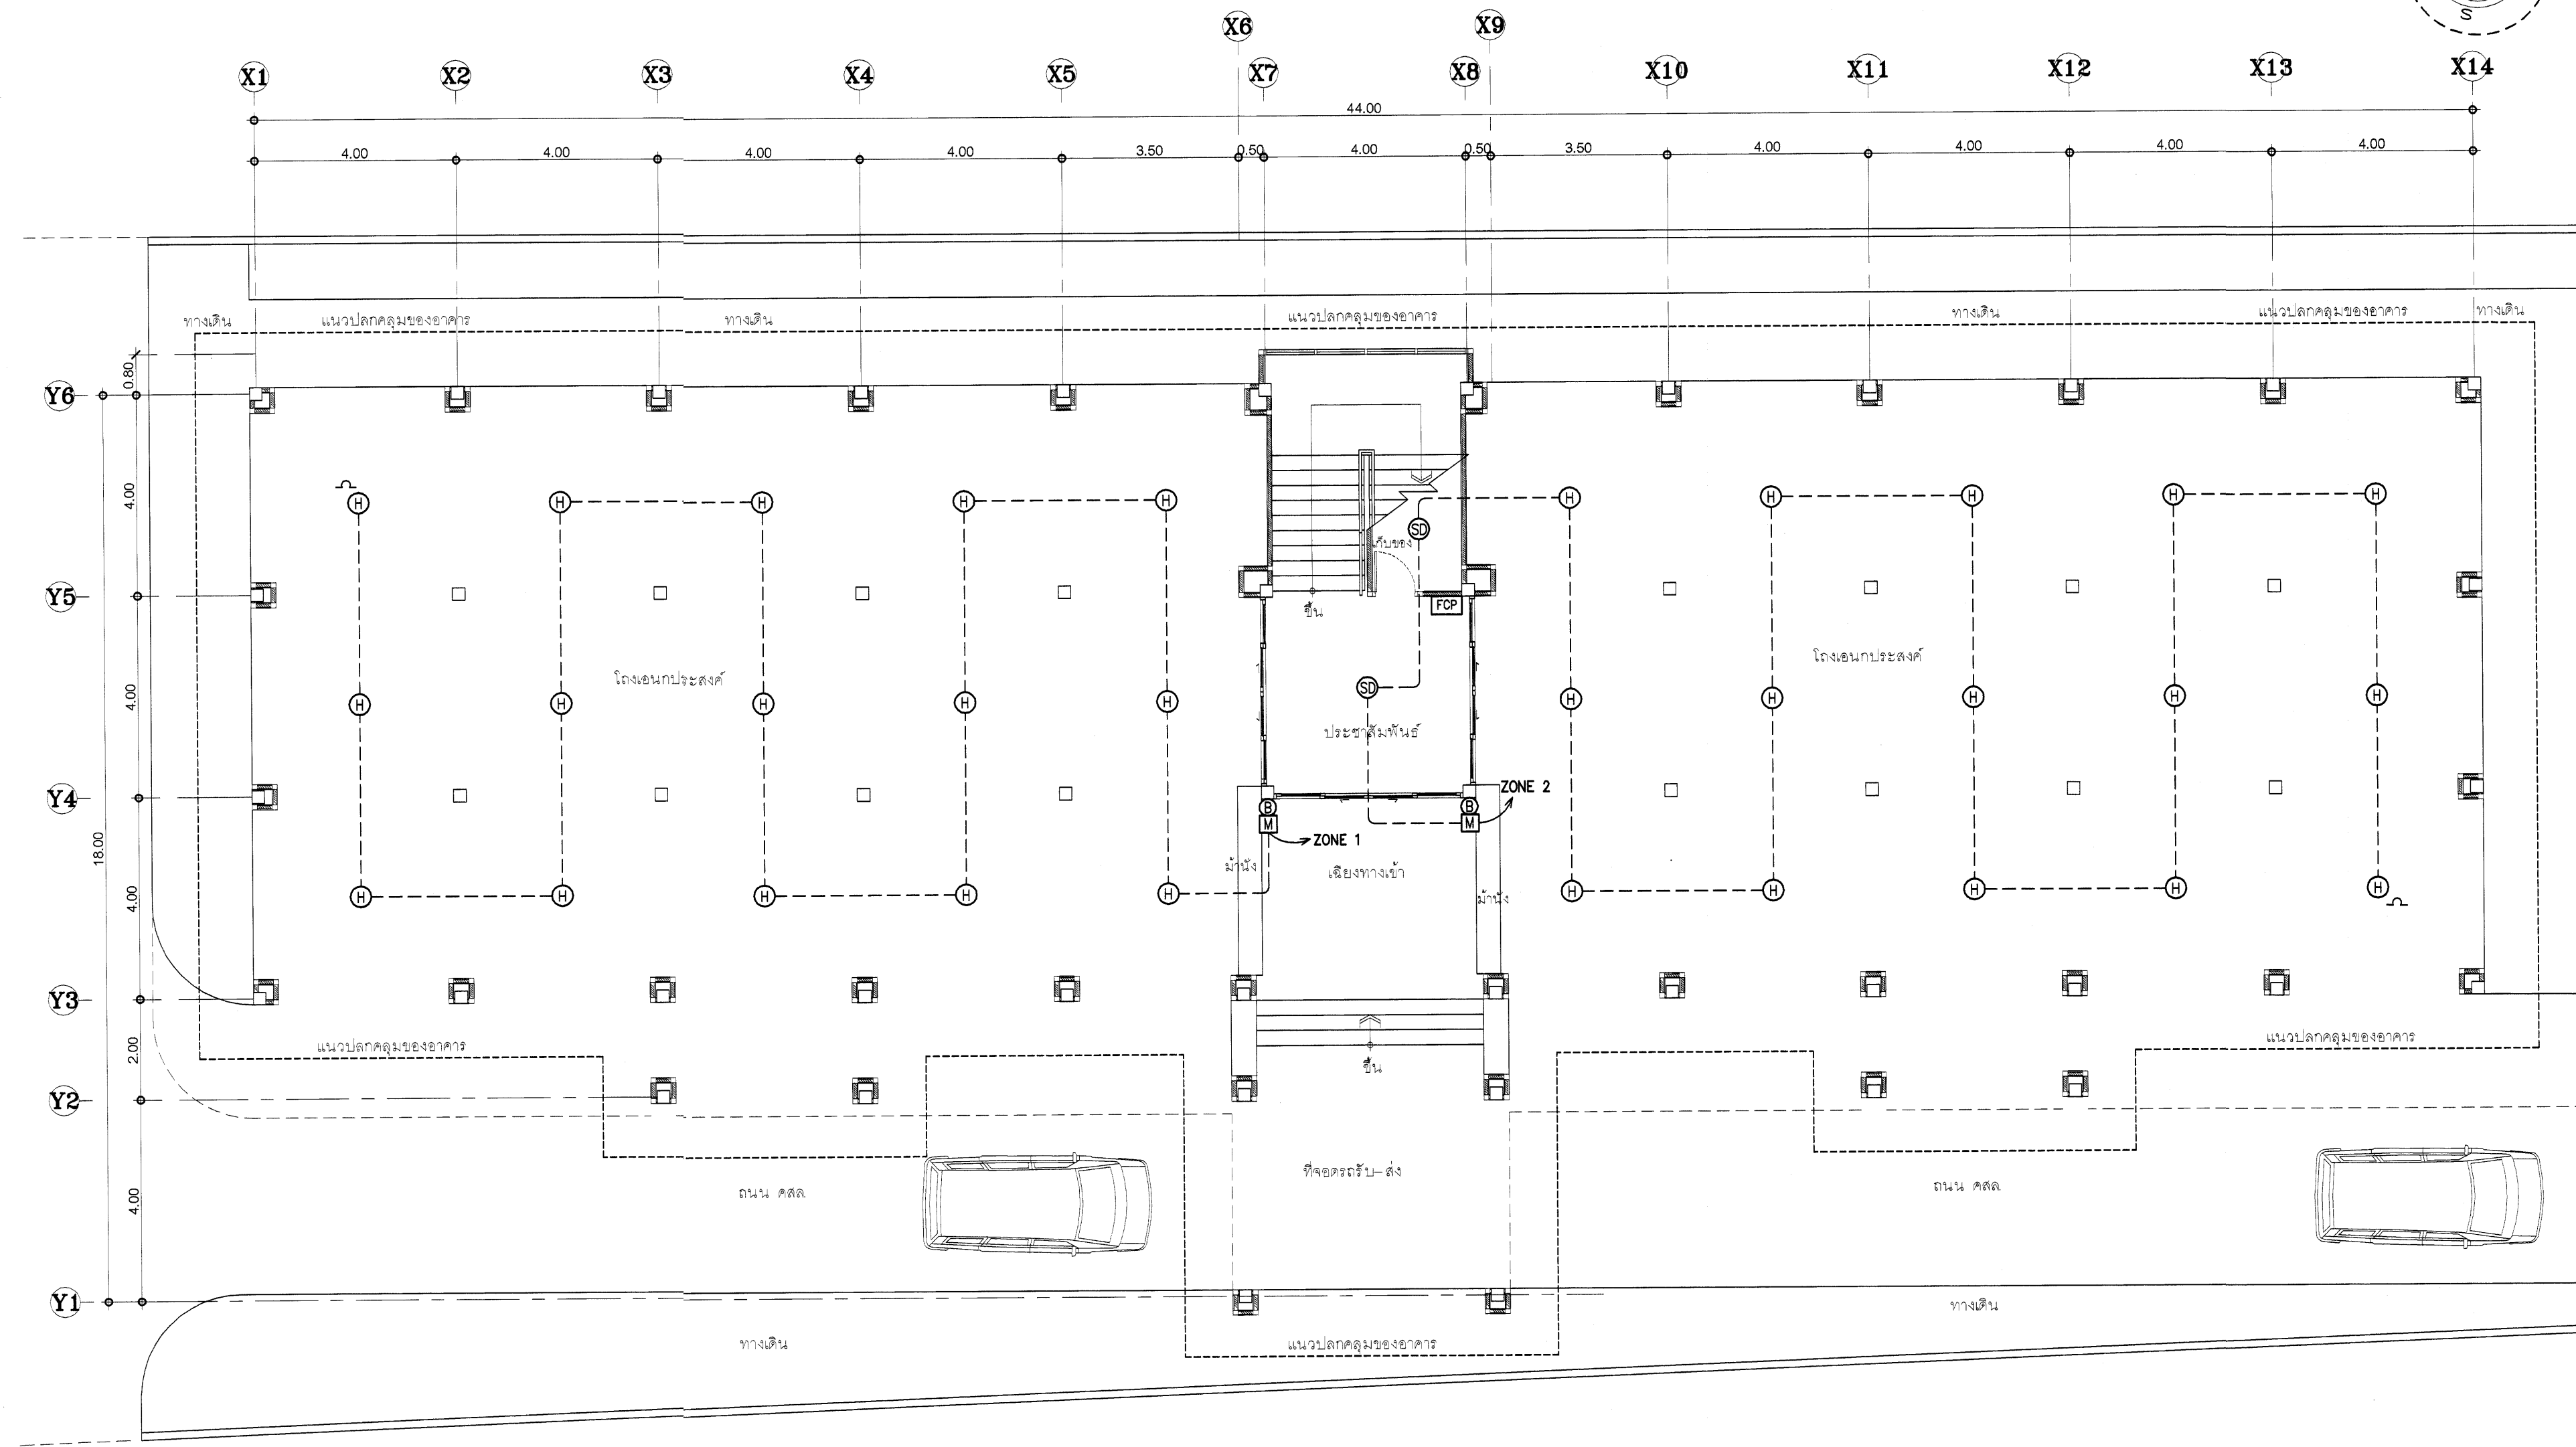 S
X6 X9
X1 X2 X3 X4 X5 X7 X8 X10 X11 X12 X13 X14
44.00
4.00 4.00 4.00 4.00 3.50 0.50 4.00 0.50 3.50 4.00 4.00 4.00 4.00
ทางเดิน แนวปลกคลุมของอาคาร ทางเดิน แนวปลกคลุมของอาคาร ทางเดิน แนวปลกคลุมของอาคาร ทางเดิน
0.80
Y6
4.00
H H H H H H H H H H
SD
เก็บของ
Y5
ขึ้น FCP
โถงเอนกประสงค์ โถงเอนกประสงค์
4.00
SD
H H H H H H H H H H
ประชาสัมพันธ์
Y4
ZONE 2
B B
M M
ZONE 1
18.00
ม้านั่ง เฉียงทางเข้า
4.00
H H H H H H H H H H
ม้านั่ง
Y3
แนวปลกคลุมของอาคาร แนวปลกคลุมของอาคาร
2.00
ขึ้น
Y2
ที่จอดรถรับ-ส่ง
4.00
ถนน คสล. ถนน คสล.
Y1
ทางเดิน
ทางเดิน แนวปลกคลุมของอาคาร